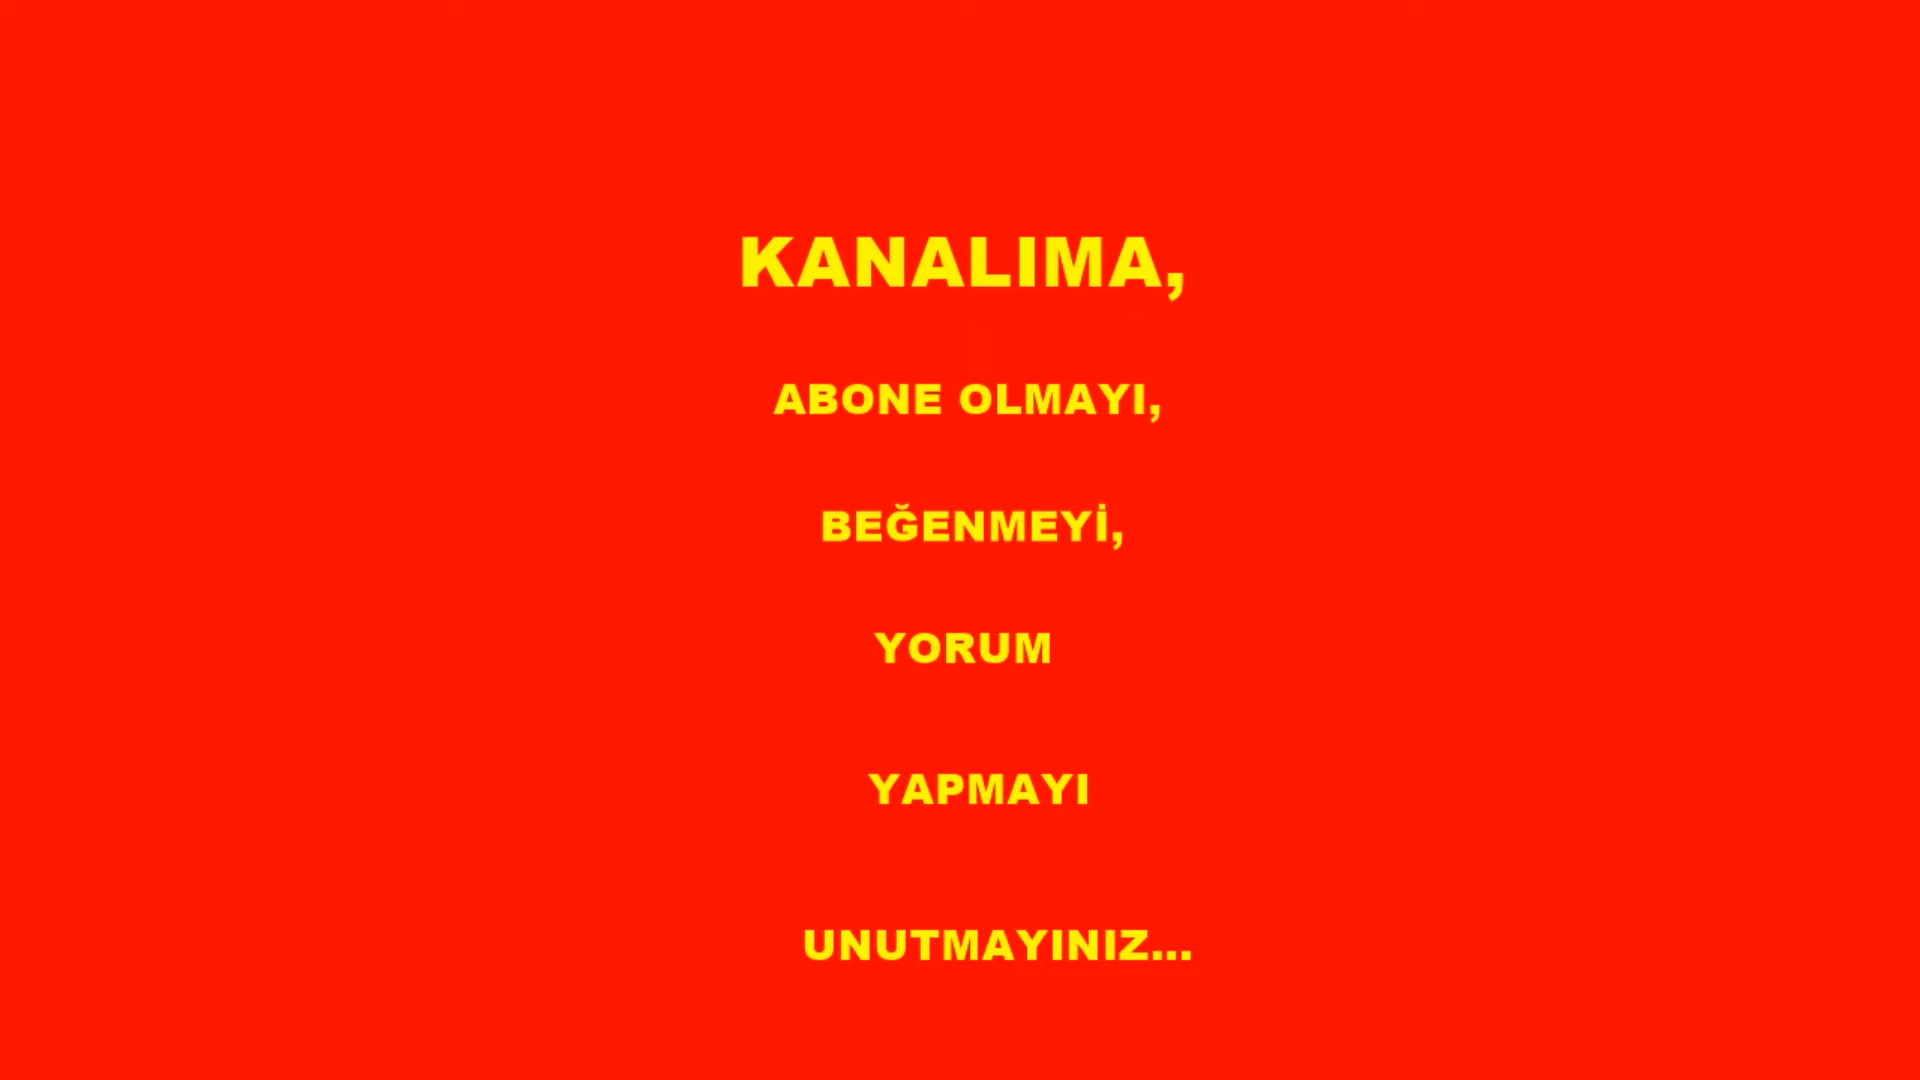 KANALIMA,
ABONE OLMAYI,
BEĞENMEYİ,
YORUM
YAPMAYI
UNUTMAYINIZ...